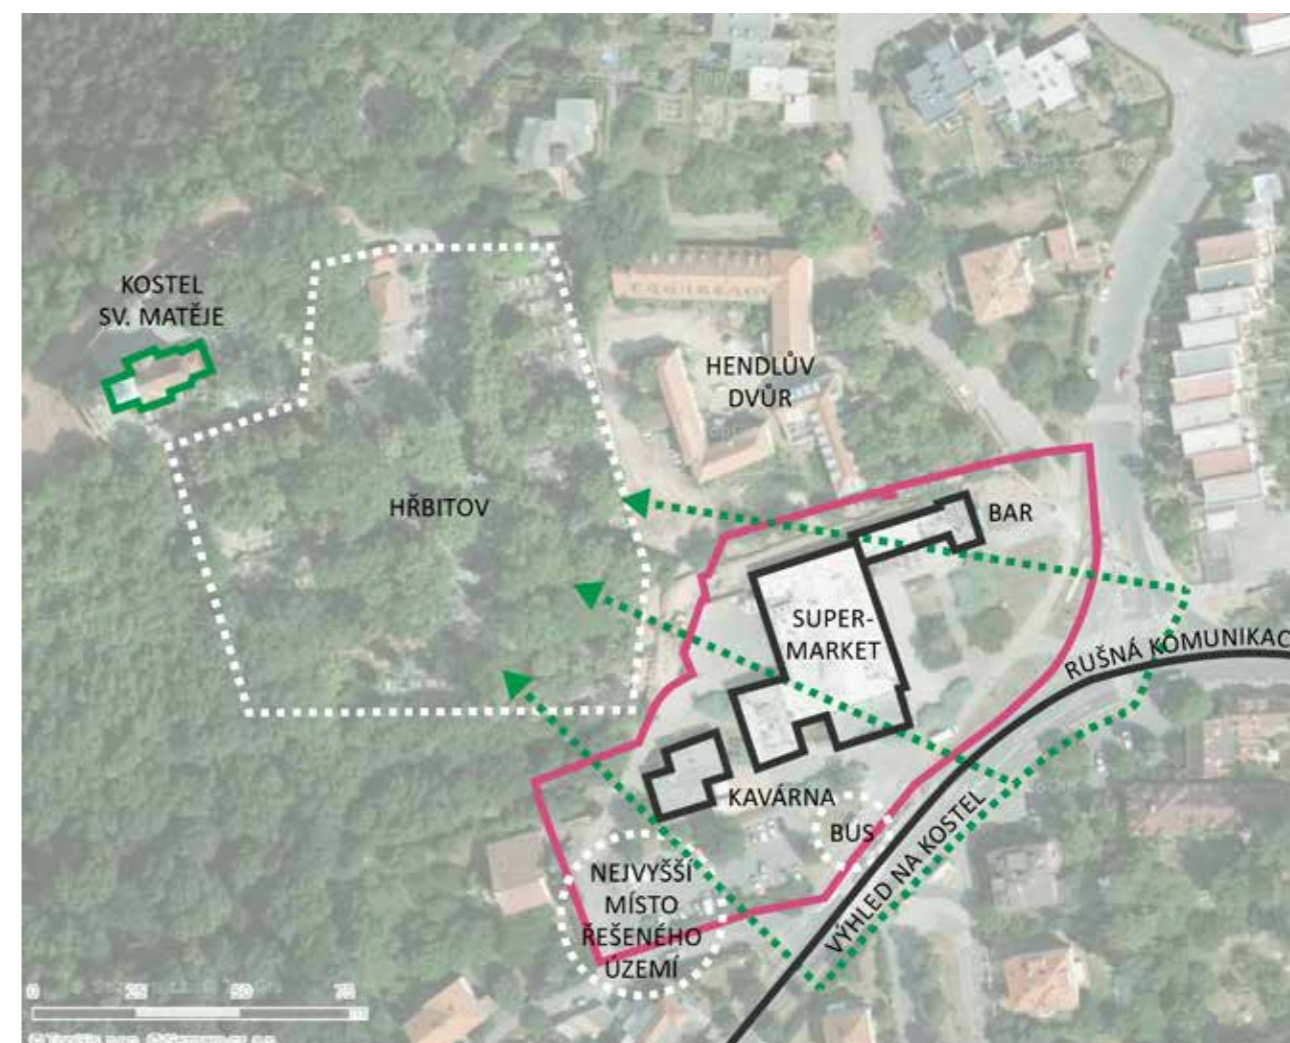 KOSTEL
SV. MATĚJE
HENDLŮV
DVŮR
HŘBITOV
BAR
SUPER-
MARKET
RUŠNÁ KOMUNIKAC
KAVÁRNA
BUS
VÝHLED NA KOSTEL
NEJVYŠŠÍ
MÍSTO
ŘEŠENÉHO
ÚZEMÍ
0 25 50 75
m